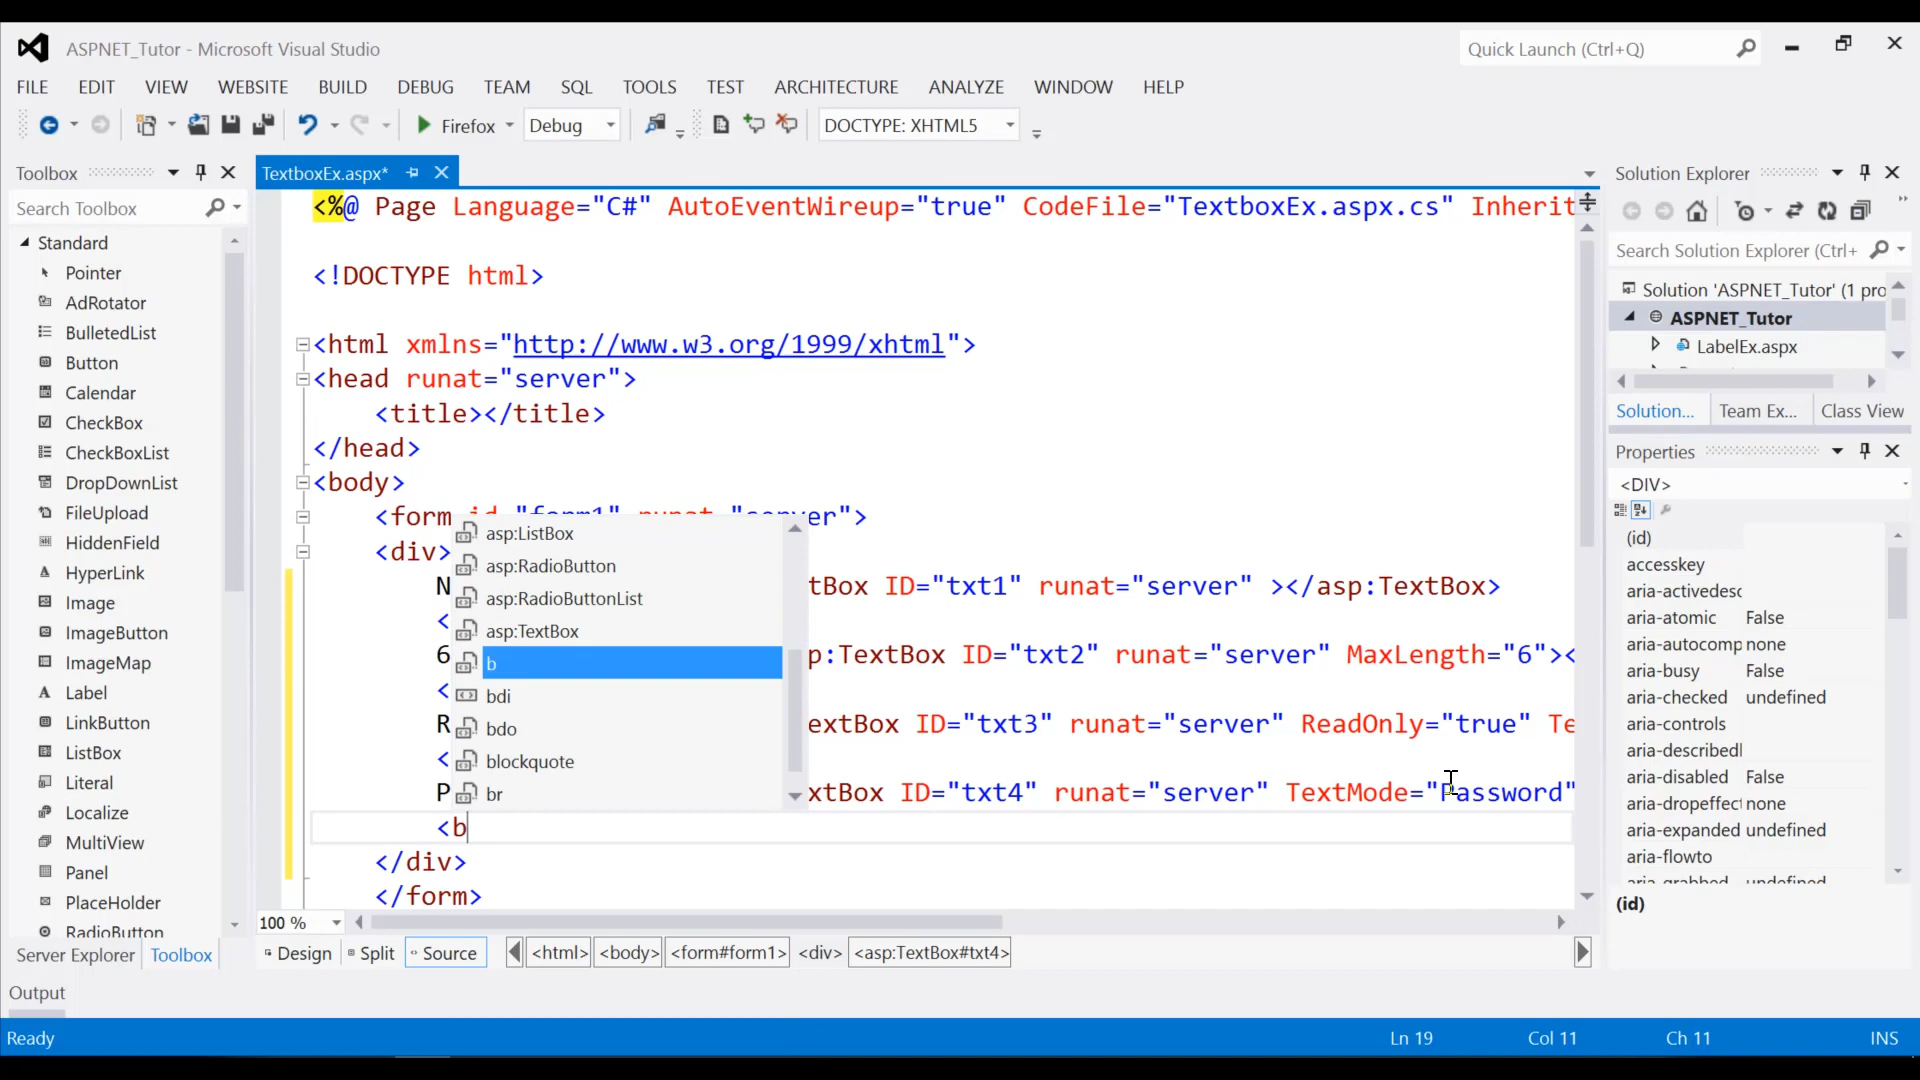 ASPNET_Tutor - Microsoft Visual Studio
Quick Launch (Ctrl+Q)
FILE EDIT VIEW WEBSITE BUILD DEBUG TEAM SQL TOOLS TEST ARCHITECTURE ANALYZE WINDOW HELP
Firefox Debug DOCTYPE: XHTML5
Toolbox
Search Toolbox
Standard
Pointer
AdRotator
BulletedList
Button
Calendar
CheckBox
CheckBoxList
DropDownList
FileUpload
HiddenField
HyperLink
Image
ImageButton
ImageMap
Label
LinkButton
ListBox
Literal
Localize
MultiView
Panel
PlaceHolder
RadioButton
Server Explorer Toolbox
TextboxEx.aspx*
<%@ Page Language="C#" AutoEventWireup="true" CodeFile="TextboxEx.aspx.cs" Inherit
<!DOCTYPE html>
<html xmlns="http://www.w3.org/1999/xhtml">
<head runat="server">
<title></title>
</head>
<body>
<form id="form1" runat="server">
<div>
N tBox ID="txt1" runat="server" ></asp:TextBox>
<
6 p:TextBox ID="txt2" runat="server" MaxLength="6"><
<
R extBox ID="txt3" runat="server" ReadOnly="true" Te
<
P xtBox ID="txt4" runat="server" TextMode="Password"
<b
</div>
</form>
asp:ListBox
asp:RadioButton
asp:RadioButtonList
asp:TextBox
b
bdi
bdo
blockquote
br
100 %
Design Split Source <html> <body> <form#form1> <div> <asp:TextBox#txt4>
Solution Explorer
Search Solution Explorer (Ctrl+
Solution 'ASPNET_Tutor' (1 pro
ASPNET_Tutor
LabelEx.aspx
Solution... Team Ex... Class View
Properties
<DIV>
(id)
accesskey
aria-activedesc
aria-atomic False
aria-autocomp none
aria-busy False
aria-checked undefined
aria-controls
aria-describedl
aria-disabled False
aria-dropeffect none
aria-expanded undefined
aria-flowto
aria-grabbed undefined
(id)
Output
Ready
Ln 19 Col 11 Ch 11 INS